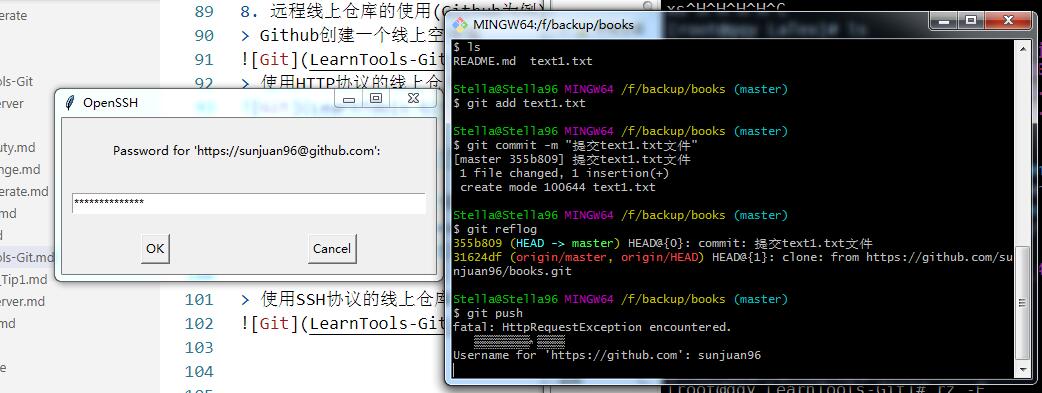 ols-Git
erver
uty.md
nge.md
erate.md
md
d
ols-Git.md
_Tip1.md
erver.md
md
e
erate
89 8. 远程线上仓库的使用(Github为例)
90 > Github创建一个线上空
91 ![Git](LearnTools-Git
92 > 使用HTTP协议的线上仓
101 > 使用SSH协议的线上仓库
102 ![Git](LearnTools-Git
103
104
OpenSSH
Password for 'https://sunjuan96@github.com':
**************
OK Cancel
xs^H^H^H^H^C
MINGW64:/f/backup/books
$ ls
README.md text1.txt
Stella@Stella96 MINGW64 /f/backup/books (master)
$ git add text1.txt
Stella@Stella96 MINGW64 /f/backup/books (master)
$ git commit -m "提交text1.txt文件"
[master 355b809] 提交text1.txt文件
1 file changed, 1 insertion(+)
create mode 100644 text1.txt
Stella@Stella96 MINGW64 /f/backup/books (master)
$ git reflog
355b809 (HEAD -> master) HEAD@{0}: commit: 提交text1.txt文件
31624df (origin/master, origin/HEAD) HEAD@{1}: clone: from https://github.com/su
njuan96/books.git
Stella@Stella96 MINGW64 /f/backup/books (master)
$ git push
fatal: HttpRequestException encountered.
Username for 'https://github.com': sunjuan96